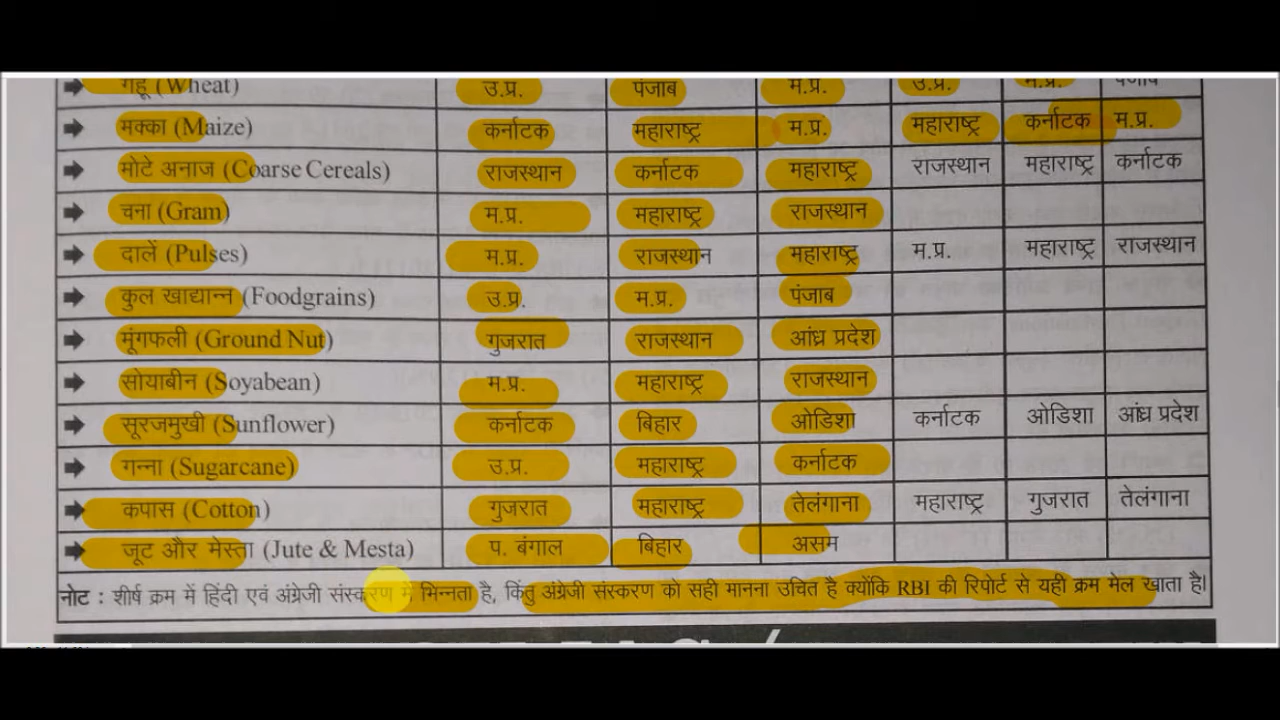 गेहूं (Wheat) उ.प्र. पंजाब म.प्र. उ.प्र. म.प्र. पंजाब
मक्का (Maize) कर्नाटक महाराष्ट्र म.प्र. महाराष्ट्र कर्नाटक म.प्र.
मोटे अनाज (Coarse Cereals) राजस्थान कर्नाटक महाराष्ट्र राजस्थान महाराष्ट्र कर्नाटक
चना (Gram) म.प्र. महाराष्ट्र राजस्थान
दालें (Pulses) म.प्र. राजस्थान महाराष्ट्र म.प्र. महाराष्ट्र राजस्थान
कुल खाद्यान्न (Foodgrains) उ.प्र. म.प्र. पंजाब
मूंगफली (Ground Nut) गुजरात राजस्थान आंध्र प्रदेश
सोयाबीन (Soyabean) म.प्र. महाराष्ट्र राजस्थान
सूरजमुखी (Sunflower) कर्नाटक बिहार ओडिशा कर्नाटक ओडिशा आंध्र प्रदेश
गन्ना (Sugarcane) उ.प्र. महाराष्ट्र कर्नाटक
कपास (Cotton) गुजरात महाराष्ट्र तेलंगाना महाराष्ट्र गुजरात तेलंगाना
जूट और मेस्ता (Jute & Mesta) प. बंगाल बिहार असम
नोट : शीर्ष क्रम में हिंदी एवं अंग्रेजी संस्करण में भिन्नता है, किंतु अंग्रेजी संस्करण को सही मानना उचित है क्योंकि RBI की रिपोर्ट से यही क्रम मेल खाता है।